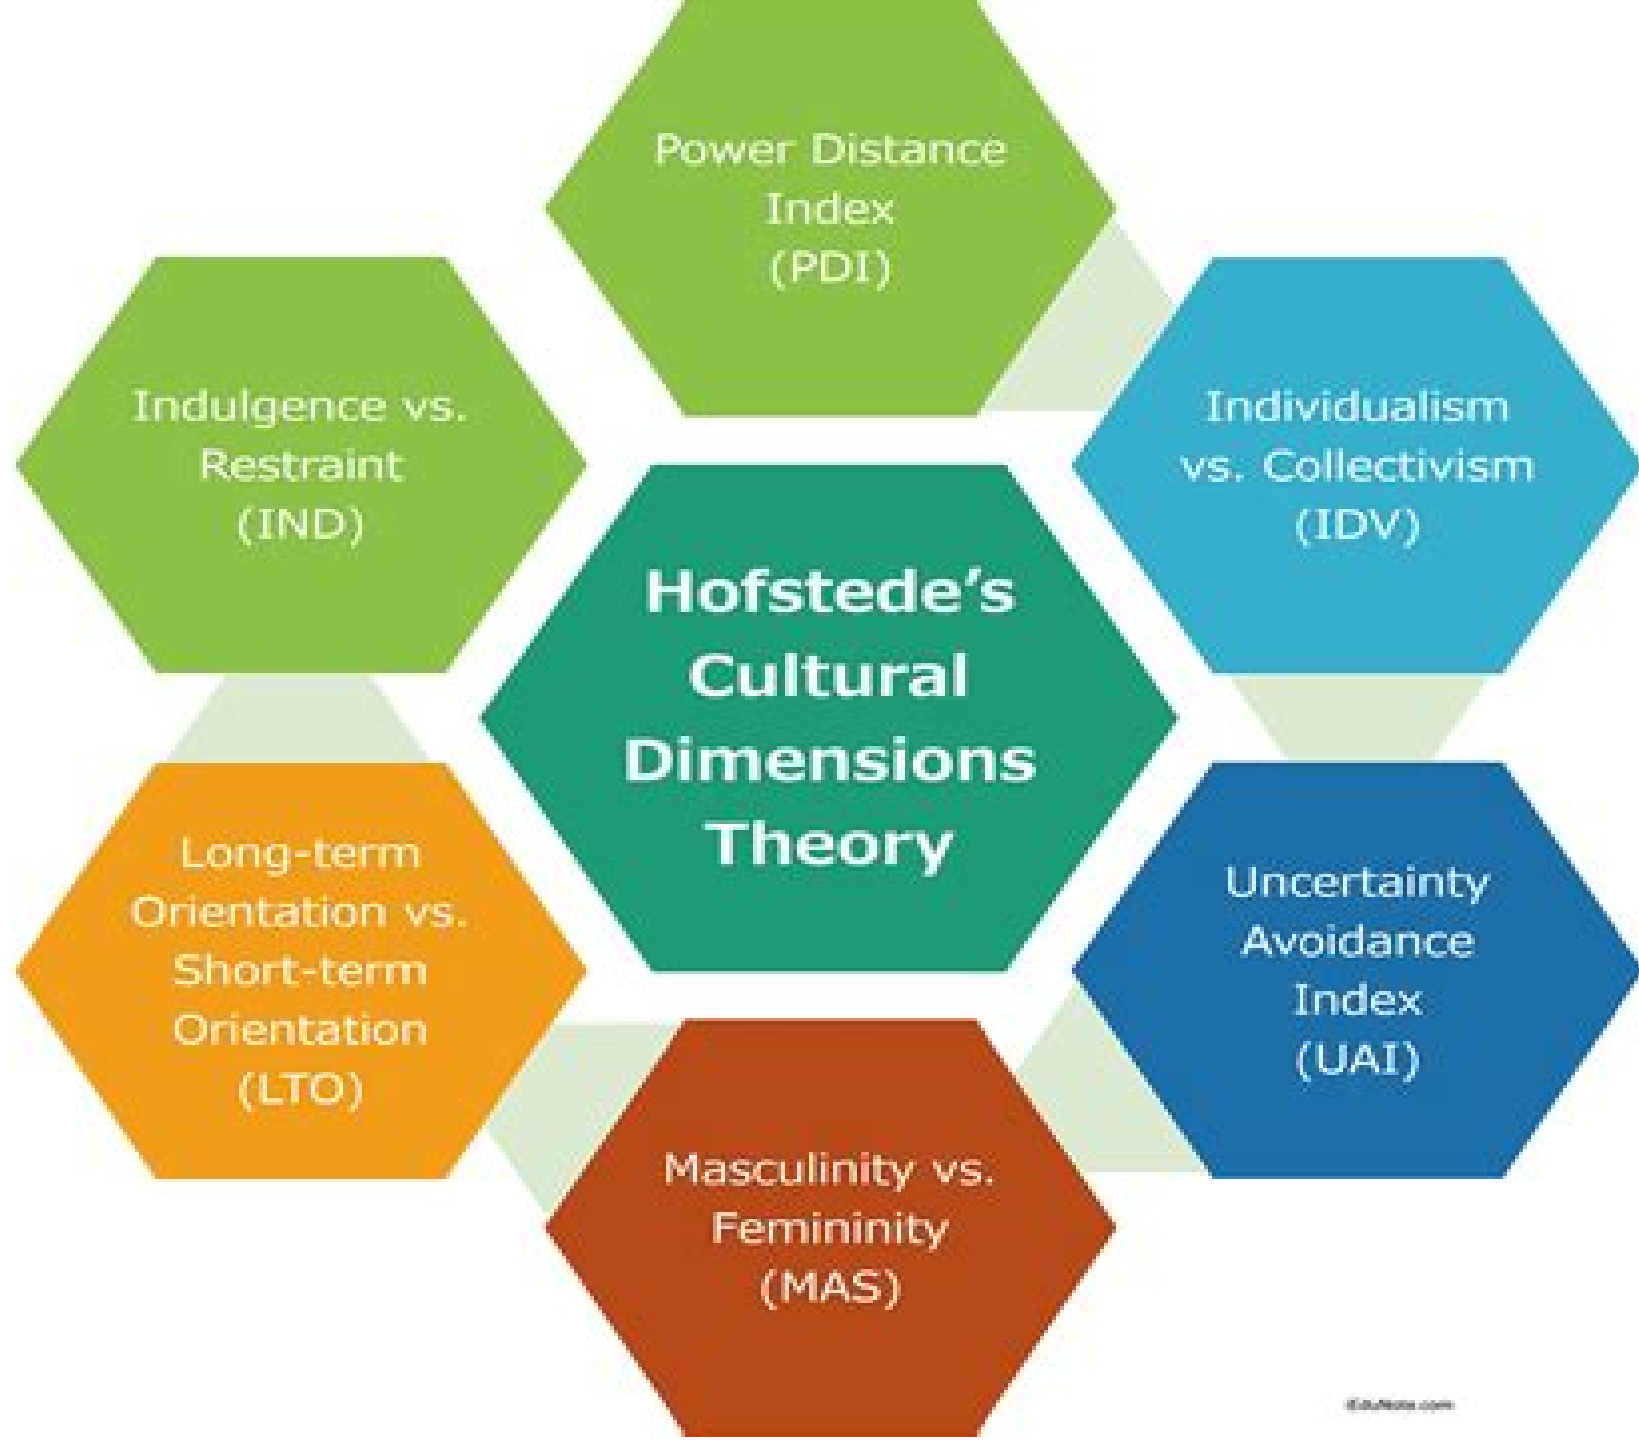 Power Distance
Index
(PDI)
Individualism
vs. Collectivism
(IDV)
Uncertainty
Avoidance
Index
(UAI)
Masculinity vs.
Femininity
(MAS)
Long-term
Orientation vs.
Short-term
Orientation
(LTO)
Indulgence vs.
Restraint
(IND)
Hofstede’s
Cultural
Dimensions
Theory